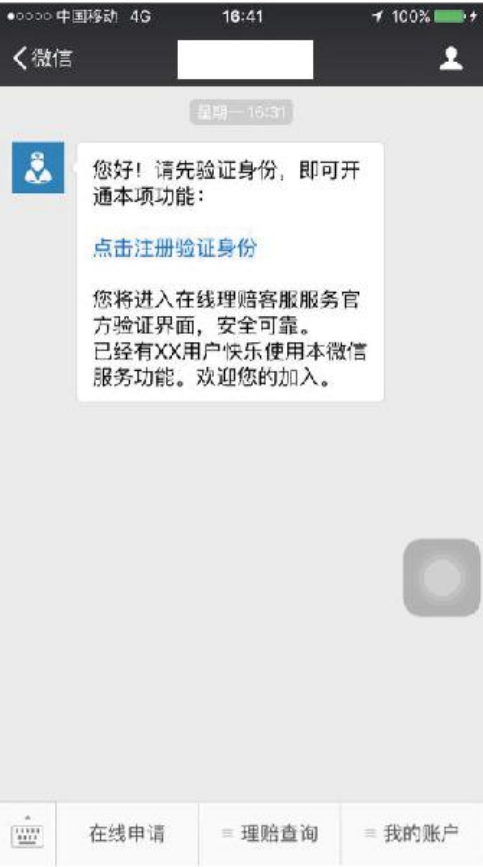 中国移动 4G 16:41 100%
微信
星期一 16:31
您好！请先验证身份，即可开
通本项功能：
点击注册验证身份
您将进入在线理赔客服服务官
方验证界面，安全可靠。
已经有XX用户快乐使用本微信
服务功能。欢迎您的加入。
在线申请 理赔查询 我的账户